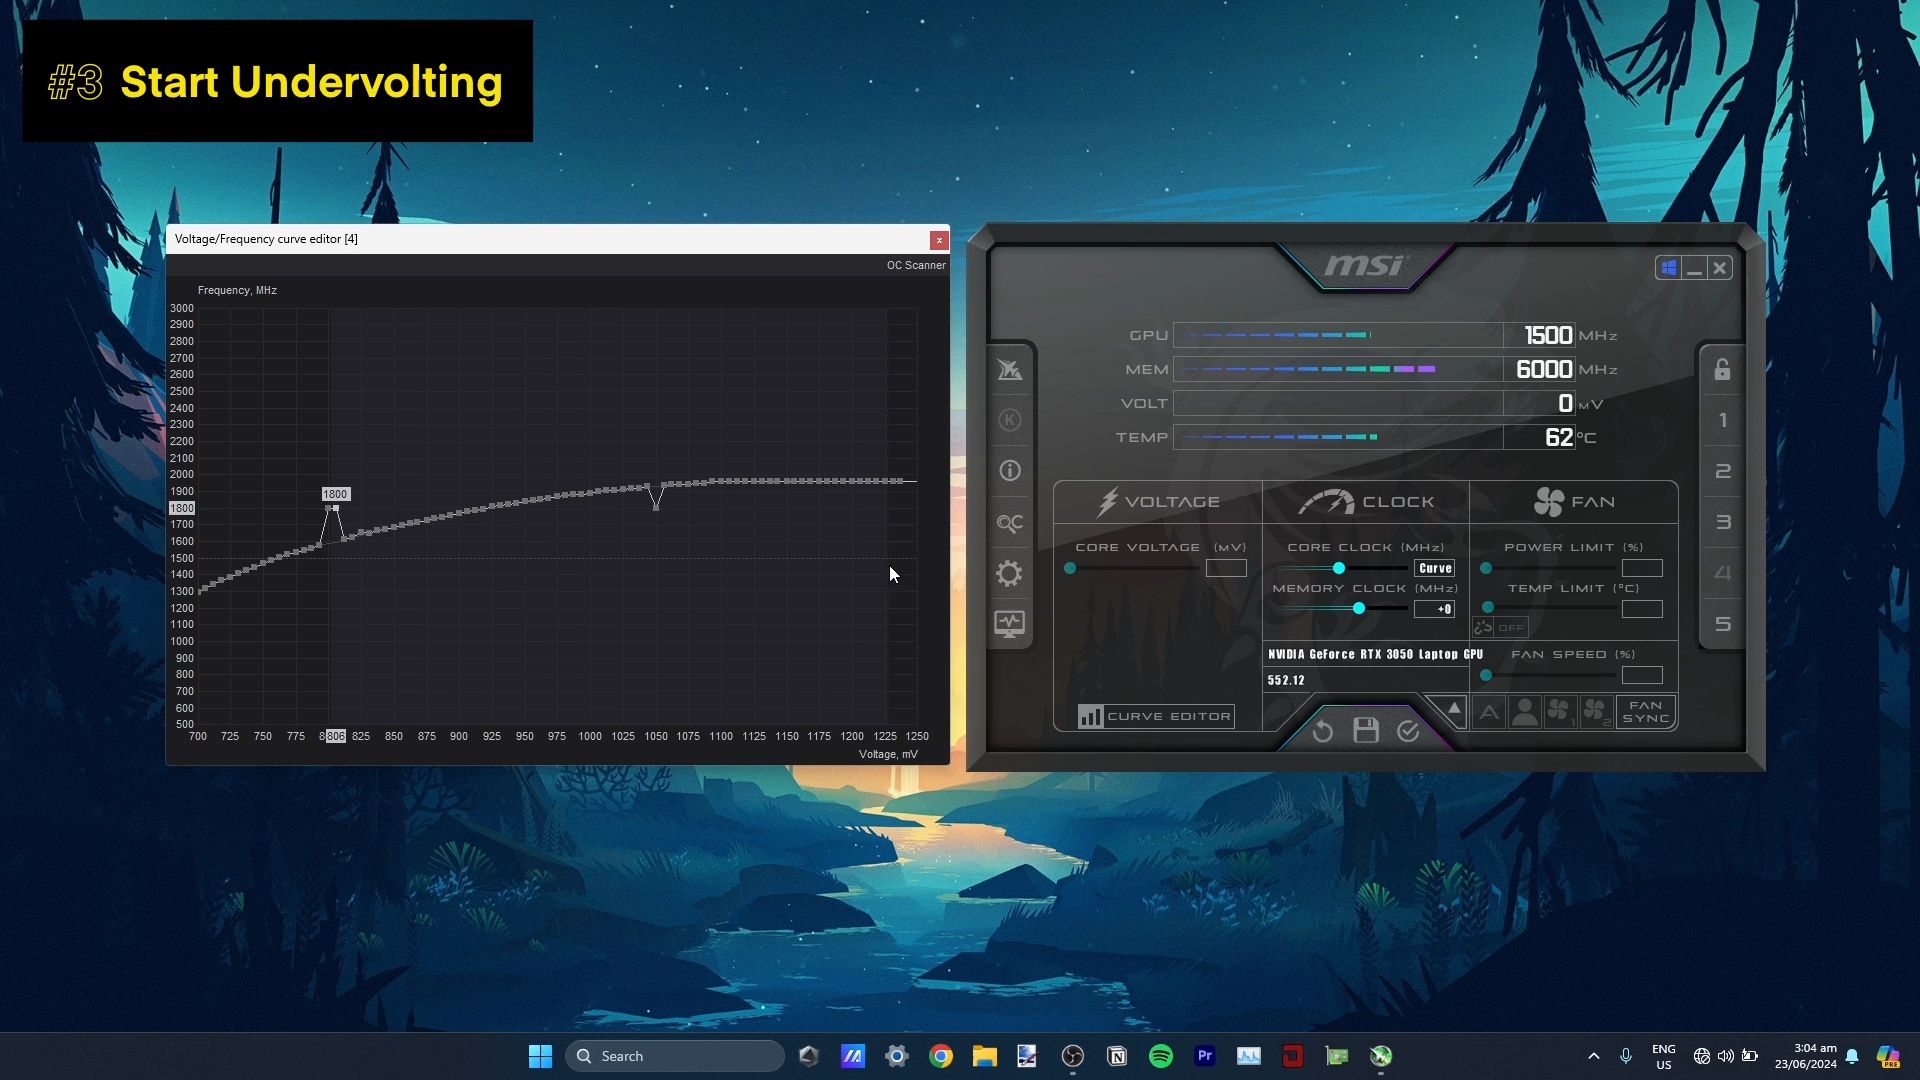 #3 Start Undervolting
Voltage/Frequency curve editor [4]
x
OC Scanner
Frequency, MHz
3000
2900
2800
2700
2600
2500
2400
2300
2200
2100
2000
1900
1800
1700
1600
1500
1400
1300
1200
1100
1000
900
800
700
600
500
1800
700 725 750 775 8 806 825 850 875 900 925 950 975 1000 1025 1050 1075 1100 1125 1150 1175 1200 1225 1250
Voltage, mV
msi
GPU 1500 MHz
MEM 6000 MHz
VOLT 0 mV
TEMP 62 °C
K
OC
1
2
3
4
5
VOLTAGE
CORE VOLTAGE (MV)
CURVE EDITOR
CLOCK
CORE CLOCK (MHz)
Curve
MEMORY CLOCK (MHz)
+0
NVIDIA GeForce RTX 3050 Laptop GPU
552.12
FAN
POWER LIMIT (%)
TEMP LIMIT (°C)
OFF
FAN SPEED (%)
A
1
2
FAN SYNC
Search
Pr
ENG
US
3:04 am
23/06/2024
PRE